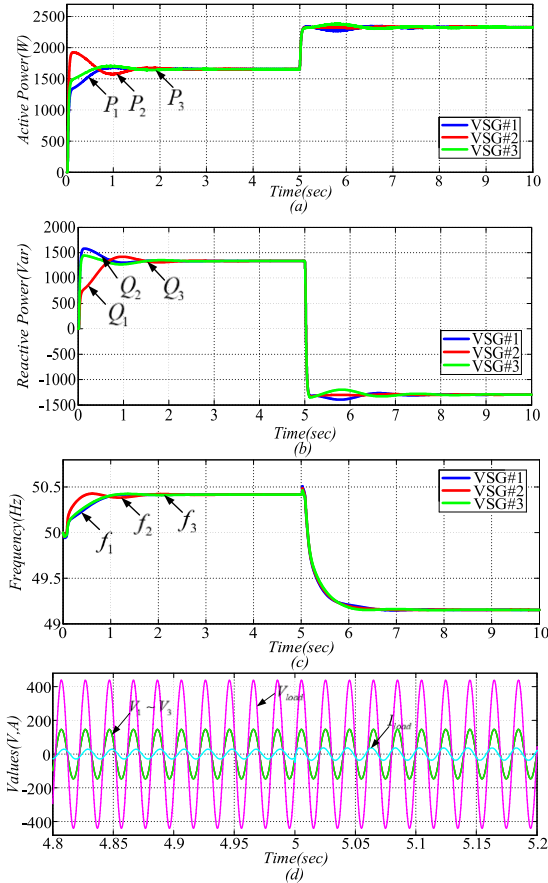 2500
2000
1500
1000
500
0
Active Power(W)
P1
P2
P3
VSG#1
VSG#2
VSG#3
0 1 2 3 4 5 6 7 8 9 10
Time(sec)
(a)
2000
1500
1000
500
0
-500
-1000
-1500
Reactive Power(Var)
Q2
Q3
Q1
VSG#1
VSG#2
VSG#3
0 1 2 3 4 5 6 7 8 9 10
Time(sec)
(b)
50.5
50
49.5
49
Frequency(Hz)
f1
f2
f3
VSG#1
VSG#2
VSG#3
0 1 2 3 4 5 6 7 8 9 10
Time(sec)
(c)
400
200
0
-200
-400
Values(V,A)
V1 ~ V3
Vload
Iload
4.8 4.85 4.9 4.95 5 5.05 5.1 5.15 5.2
Time(sec)
(d)